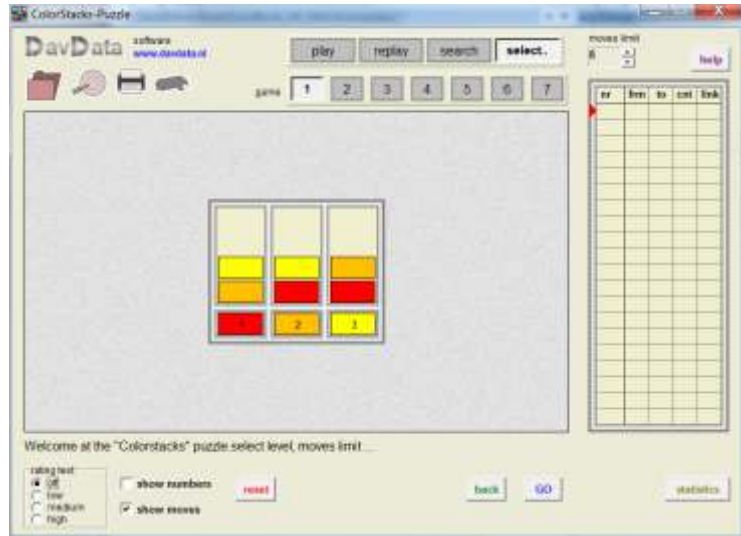 ColorStacks-Puzzle
DavData
software
www.davdata.nl
play replay search select..
moves limit
6
help
game 1 2 3 4 5 6 7
nr frm to cnt link
1 2 3
Welcome at the "Colorstacks" puzzle select level, moves limit....
rating text
off
low
medium
high
show numbers
show moves
reset
back
GO
statistics